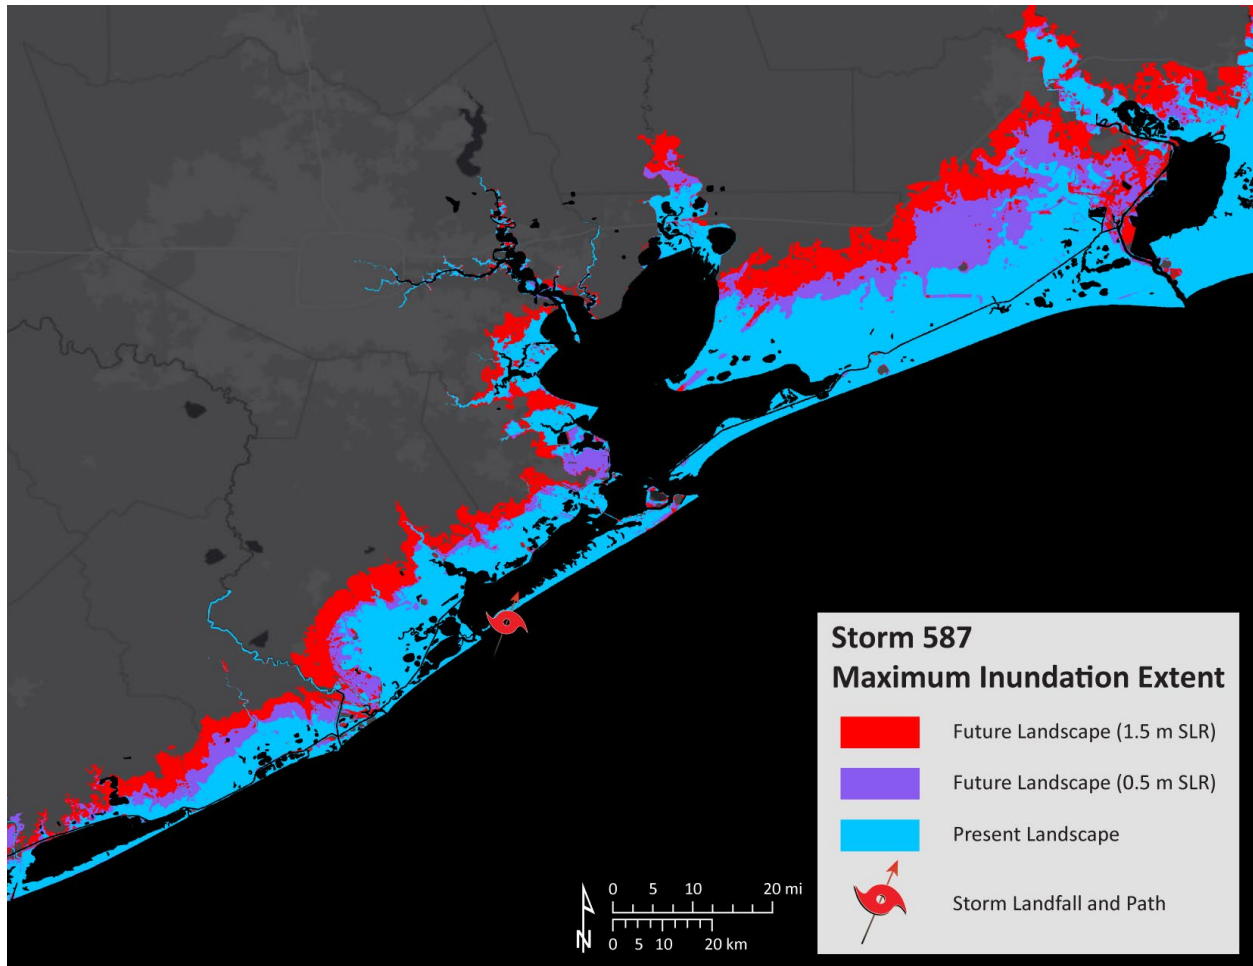 Storm 587
Maximum Inundation Extent
Future Landscape (1.5 m SLR)
Future Landscape (0.5 m SLR)
Present Landscape
Storm Landfall and Path
0 5 10 20 mi
0 5 10 20 km
N